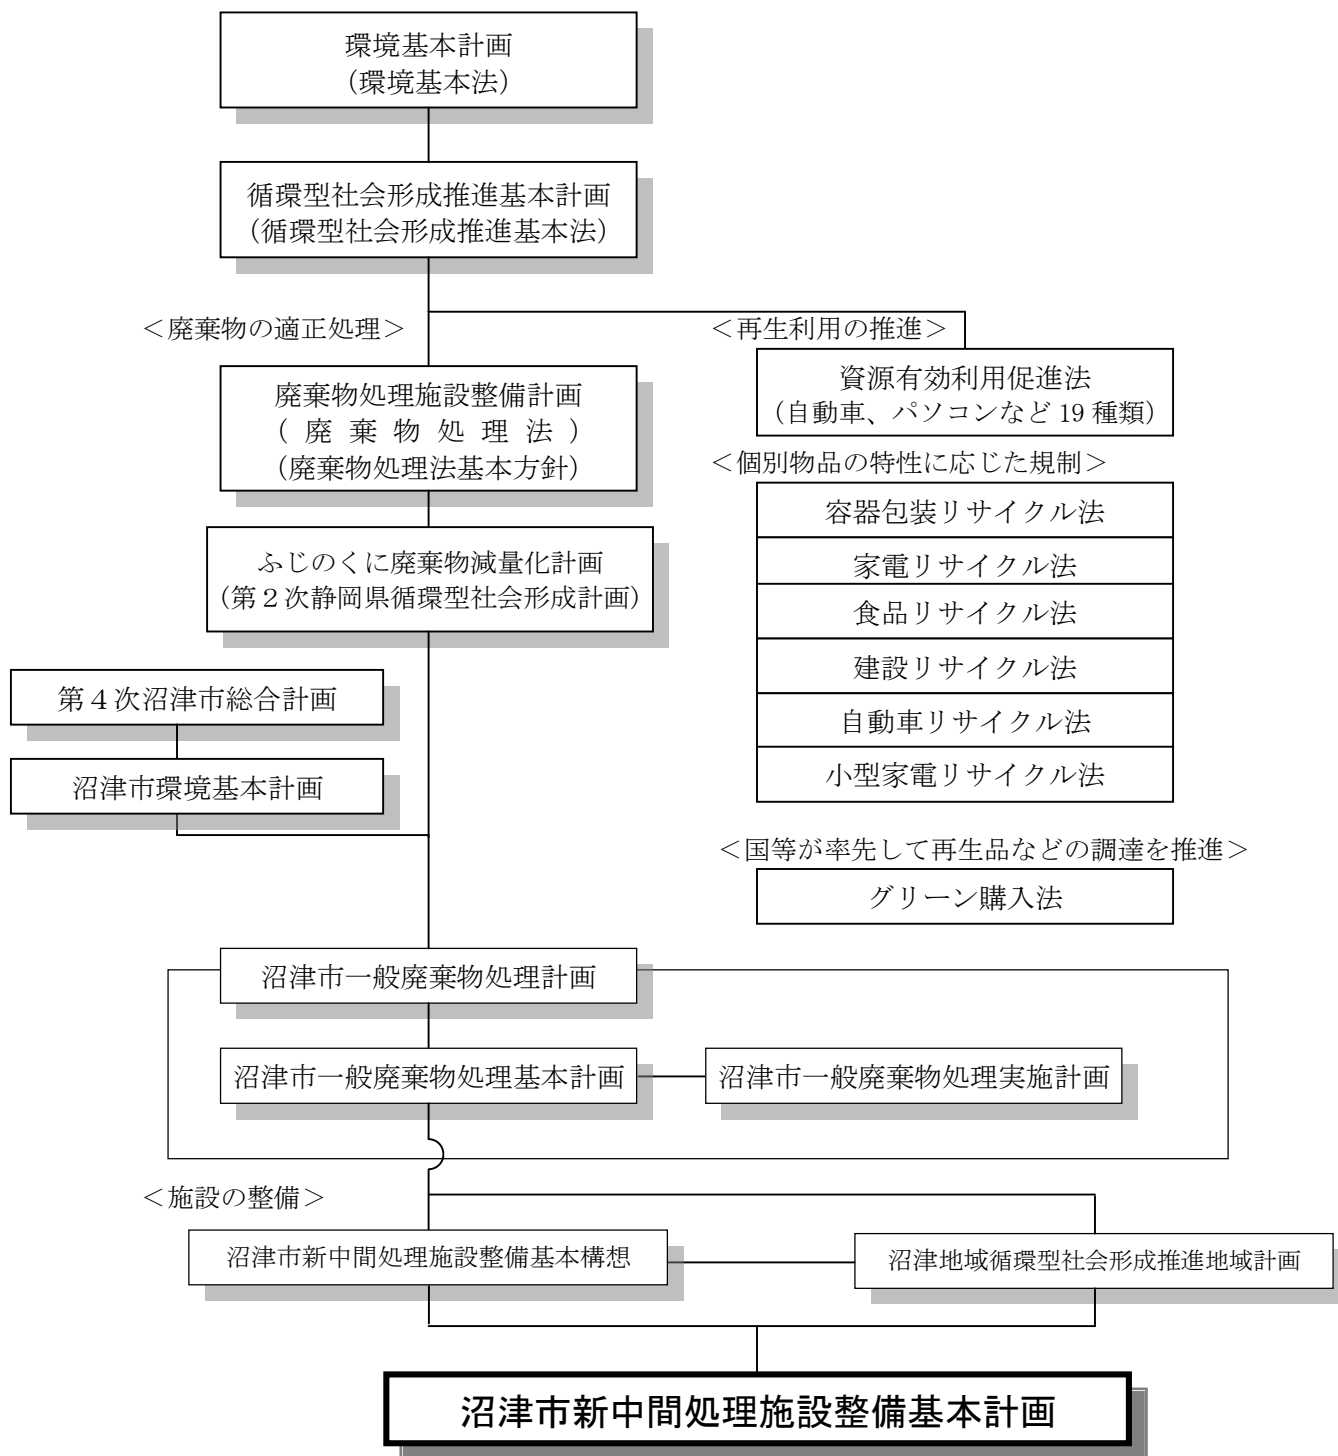 環境基本計画
（環境基本法）
循環型社会形成推進基本計画
（循環型社会形成推進基本法）
＜廃棄物の適正処理＞
廃棄物処理施設整備計画
（ 廃 棄 物 処 理 法 ）
（廃棄物処理法基本方針）
ふじのくに廃棄物減量化計画
（第２次静岡県循環型社会形成計画）
第４次沼津市総合計画
沼津市環境基本計画
＜再生利用の推進＞
資源有効利用促進法
（自動車、パソコンなど 19 種類）
＜個別物品の特性に応じた規制＞
容器包装リサイクル法
家電リサイクル法
食品リサイクル法
建設リサイクル法
自動車リサイクル法
小型家電リサイクル法
＜国等が率先して再生品などの調達を推進＞
グリーン購入法
沼津市一般廃棄物処理計画
沼津市一般廃棄物処理基本計画
沼津市一般廃棄物処理実施計画
＜施設の整備＞
沼津市新中間処理施設整備基本構想
沼津地域循環型社会形成推進地域計画
沼津市新中間処理施設整備基本計画